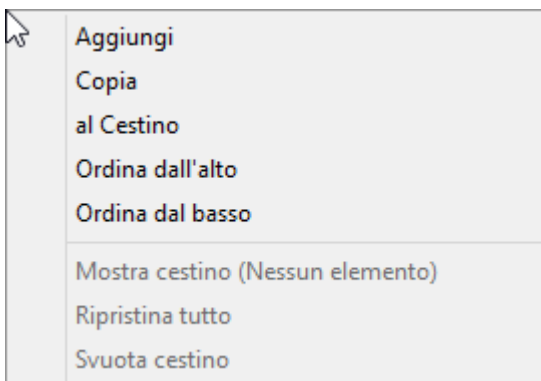 Aggiungi
Copia
al Cestino
Ordina dall'alto
Ordina dal basso
Mostra cestino (Nessun elemento)
Ripristina tutto
Svuota cestino